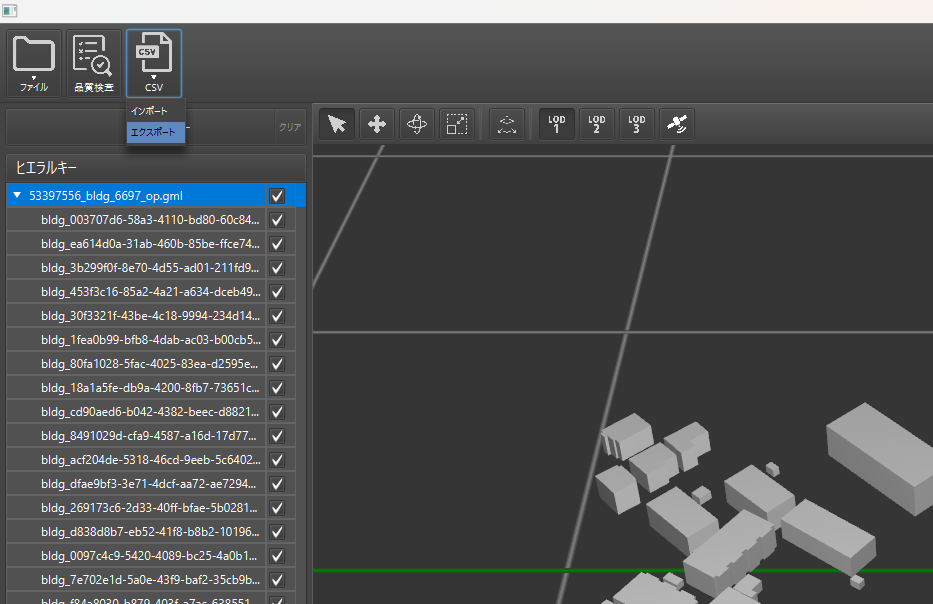 CSV
ファイル
品質検査
CSV
インポート
エクスポート
クリア
LOD
1
LOD
2
LOD
3
ヒエラルキー
53397556_bldg_6697_op.gml
bldg_003707d6-58a3-4110-bd80-60c84...
bldg_ea614d0a-31ab-460b-85be-ffce74...
bldg_3b299f0f-8e70-4d55-ad01-211fd9...
bldg_453f3c16-85a2-4a21-a634-dceb49...
bldg_30f3321f-43be-4c18-9994-234d14...
bldg_1fea0b99-bfb8-4dab-ac03-b00cb5...
bldg_80fa1028-5fac-4025-83ea-d2595e...
bldg_18a1a5fe-db9a-4200-8fb7-73651c...
bldg_cd90aed6-b042-4382-beec-d8821...
bldg_8491029d-cfa9-4587-a16d-17d77...
bldg_acf204de-5318-46cd-9eeb-5c6402...
bldg_dfae9bf3-3e71-4dcf-aa72-ae7294...
bldg_269173c6-2d33-40ff-bfae-5b0281...
bldg_d838d8b7-eb52-41f8-b8b2-10196...
bldg_0097c4c9-5420-4089-bc25-4a0b1...
bldg_7e702e1d-5a0e-43f9-baf2-35cb9b...